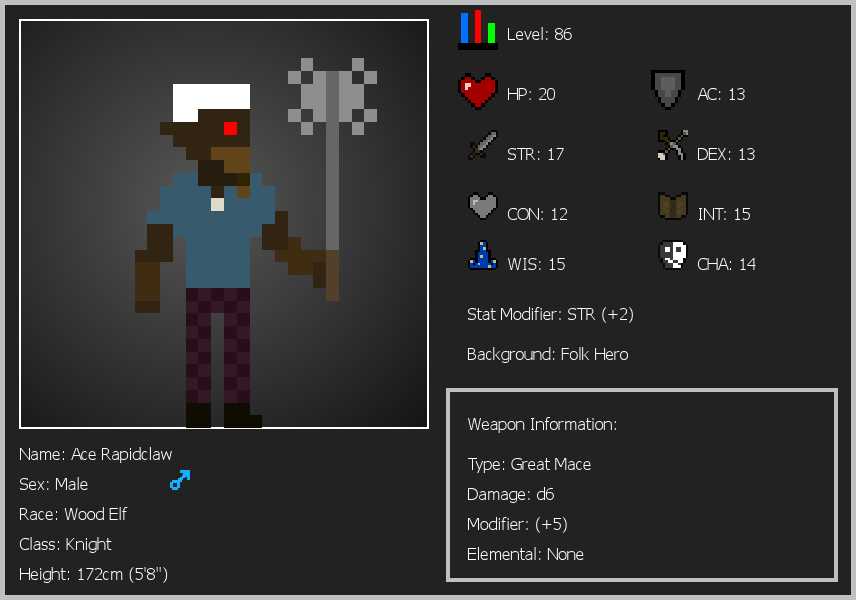 Level: 86
HP: 20
AC: 13
STR: 17
DEX: 13
CON: 12
INT: 15
WIS: 15
CHA: 14
Stat Modifier: STR (+2)
Background: Folk Hero
Weapon Information:
Type: Great Mace
Damage: d6
Modifier: (+5)
Elemental: None
Name: Ace Rapidclaw
Sex: Male
Race: Wood Elf
Class: Knight
Height: 172cm (5'8")